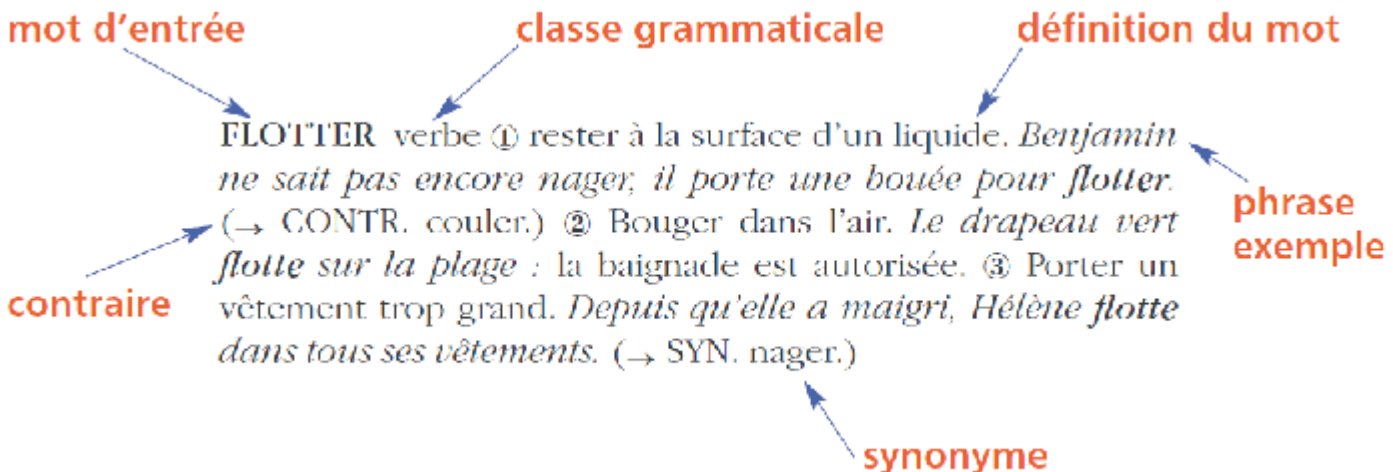 mot d'entrée classe grammaticale définition du mot
FLOTTER verbe ① rester à la surface d'un liquide. Benjamin
ne sait pas encore nager, il porte une bouée pour flotter.
(→ CONTR. couler.) ② Bouger dans l'air. Le drapeau vert
flotte sur la plage : la baignade est autorisée. ③ Porter un
vêtement trop grand. Depuis qu'elle a maigri, Hélène flotte
dans tous ses vêtements. (→ SYN. nager.)
phrase
exemple
contraire
synonyme